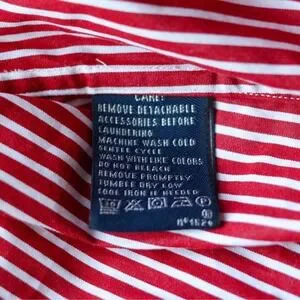 CARE:
REMOVE DETACHABLE
ACCESSORIES BEFORE
LAUNDERING
MACHINE WASH COLD
GENTLE CYCLE
WASH WITH LIKE COLORS
DO NOT BLEACH
REMOVE PROMPTLY
TUMBLE DRY LOW
COOL IRON IF NEEDED